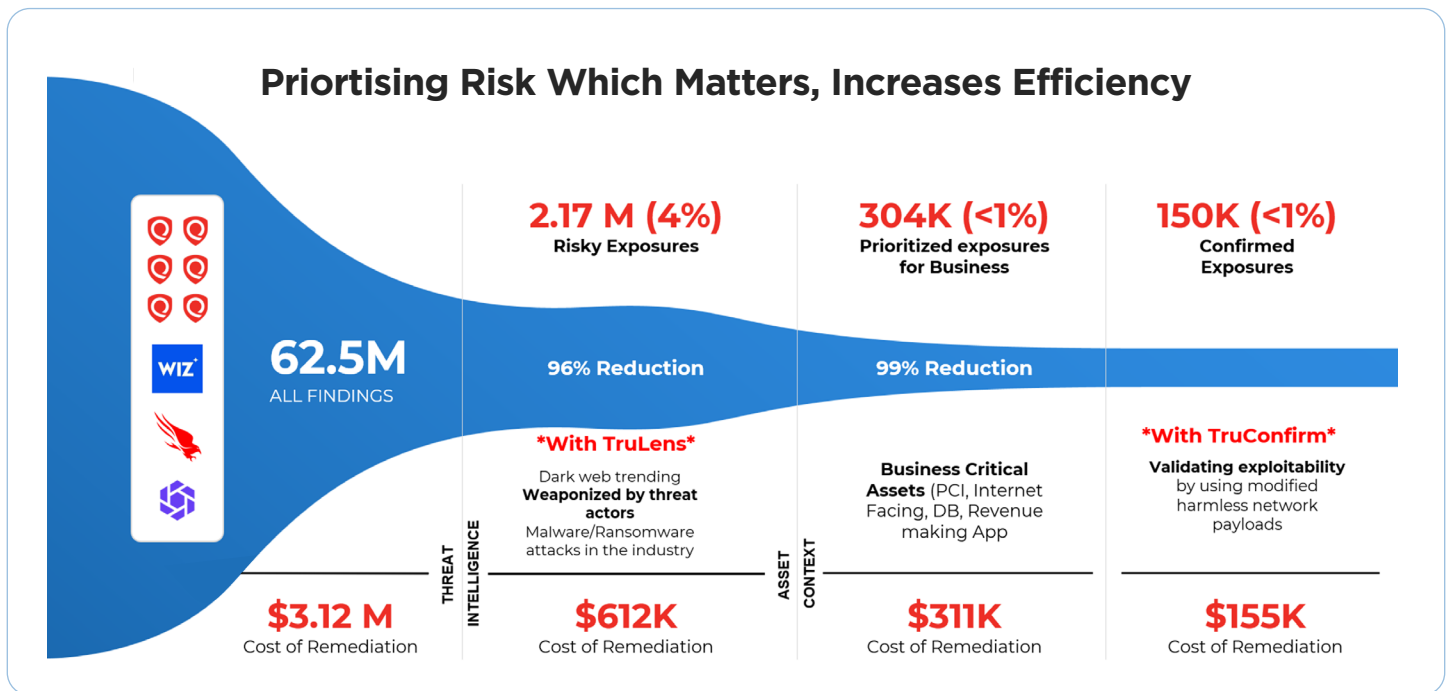 Priortising Risk Which Matters, Increases Efficiency
WIZ
62.5M
ALL FINDINGS
$3.12 M
Cost of Remediation
THREAT
INTELLIGENCE
2.17 M (4%)
Risky Exposures
96% Reduction
*With TruLens*
Dark web trending
Weaponized by threat
actors
Malware/Ransomware
attacks in the industry
$612K
Cost of Remediation
ASSET
CONTEXT
304K (<1%)
Prioritized exposures
for Business
99% Reduction
Business Critical
Assets (PCI, Internet
Facing, DB, Revenue
making App
$311K
Cost of Remediation
150K (<1%)
Confirmed
Exposures
*With TruConfirm*
Validating exploitability
by using modified
harmless network
payloads
$155K
Cost of Remediation